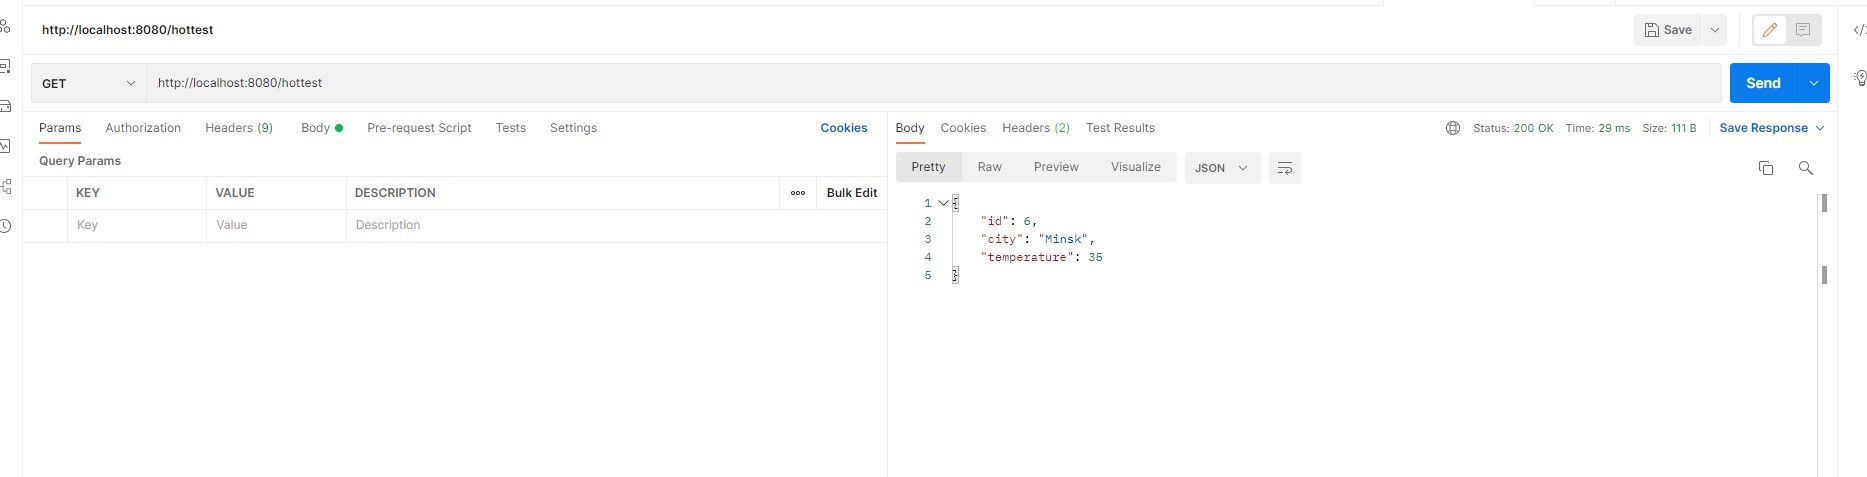 http://localhost:8080/hottest
Save
GET
http://localhost:8080/hottest
Send
Params Authorization Headers (9) Body Pre-request Script Tests Settings Cookies
Query Params
KEY VALUE DESCRIPTION ooo Bulk Edit
Key Value Description
Body Cookies Headers (2) Test Results Status: 200 OK Time: 29 ms Size: 111 B Save Response
Pretty Raw Preview Visualize JSON
1 {
2 "id": 6,
3 "city": "Minsk",
4 "temperature": 35
5 }